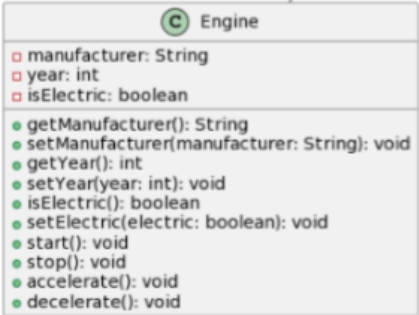 C Engine
manufacturer: String
year: int
isElectric: boolean
getManufacturer(): String
setManufacturer(manufacturer: String): void
getYear(): int
setYear(year: int): void
isElectric(): boolean
setElectric(electric: boolean): void
start(): void
stop(): void
accelerate(): void
decelerate(): void